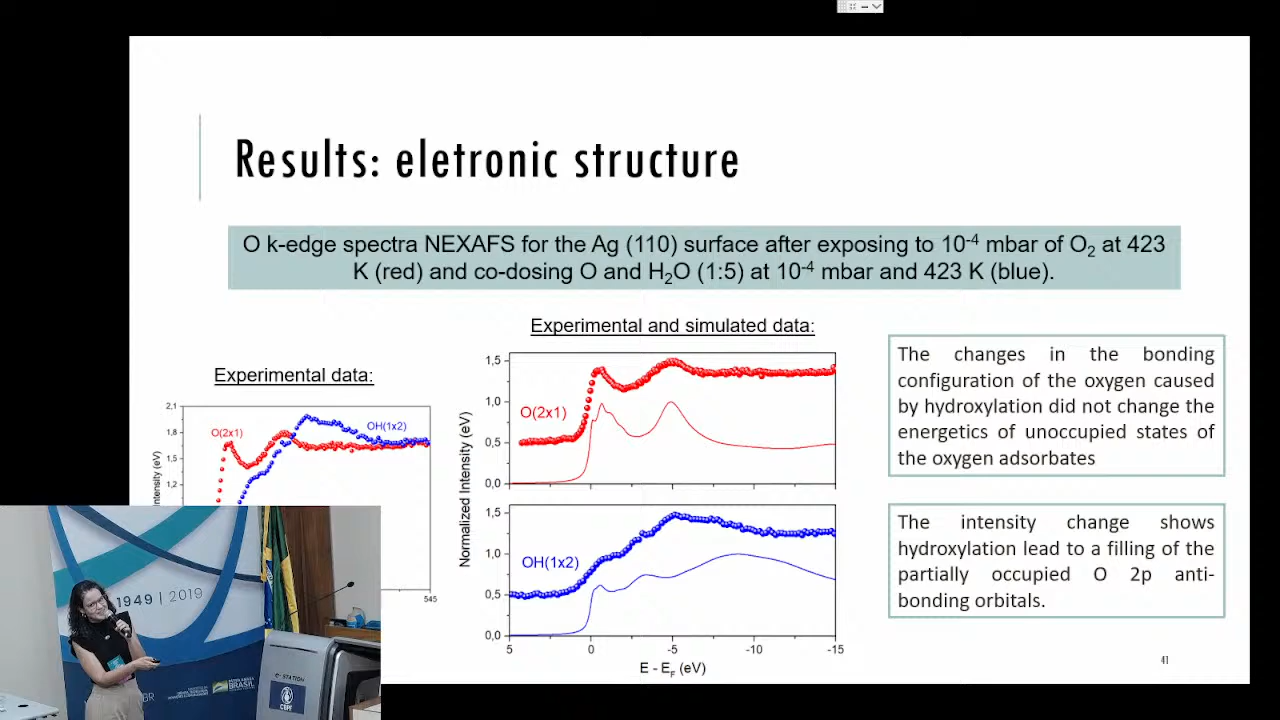 Results: eletronic structure
O k-edge spectra NEXAFS for the Ag (110) surface after exposing to 10-4 mbar of O2 at 423
K (red) and co-dosing O and H2O (1:5) at 10-4 mbar and 423 K (blue).
Experimental data:
2,1
1,8
1,5
1,2
O(2x1)
OH(1x2)
545
Experimental and simulated data:
Normalized Intensity (eV)
1,5
1,0
0,5
0,0
O(2x1)
1,5
1,0
0,5
0,0
OH(1x2)
5 0 -5 -10 -15
E - EF (eV)
The changes in the bonding
configuration of the oxygen caused
by hydroxylation did not change the
energetics of unoccupied states of
the oxygen adsorbates
The intensity change shows
hydroxylation lead to a filling of the
partially occupied O 2p anti-
bonding orbitals.
41
1949 | 2019
BRASIL
STATION
CBPF